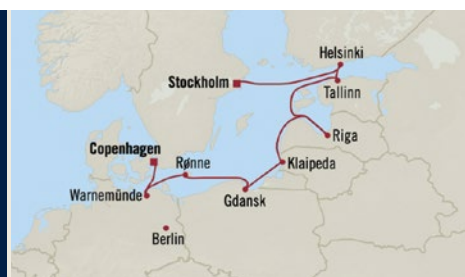 Helsinki
Stockholm
Tallinn
Riga
Copenhagen
Rønne
Klaipeda
Warnemünde
Gdansk
Berlin